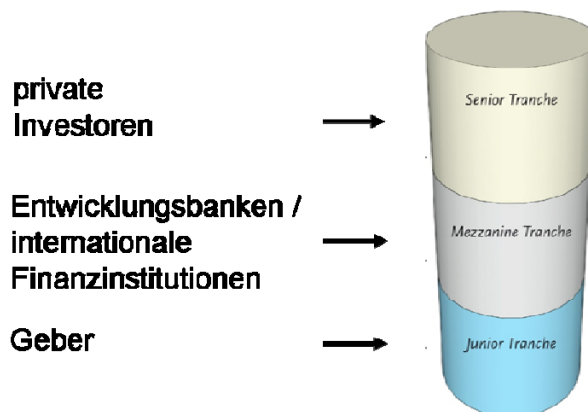 private
Investoren
Senior Tranche
Entwicklungsbanken /
internationale
Finanzinstitutionen
Mezzanine Tranche
Geber
Junior Tranche